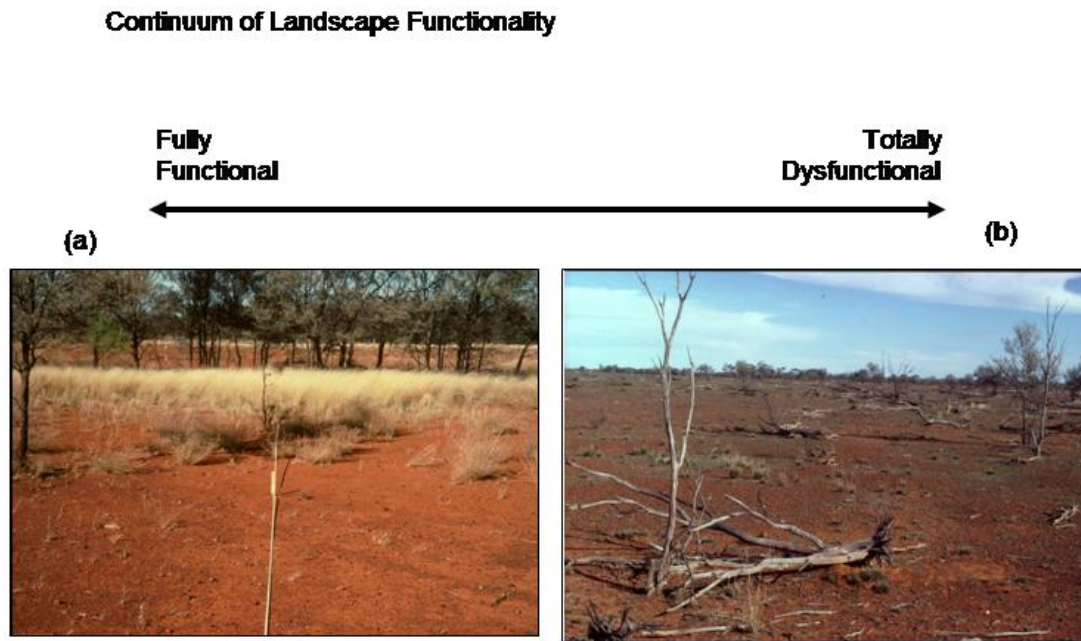 Continuum of Landscape Functionality
Fully
Functional
Totally
Dysfunctional
(a)
(b)